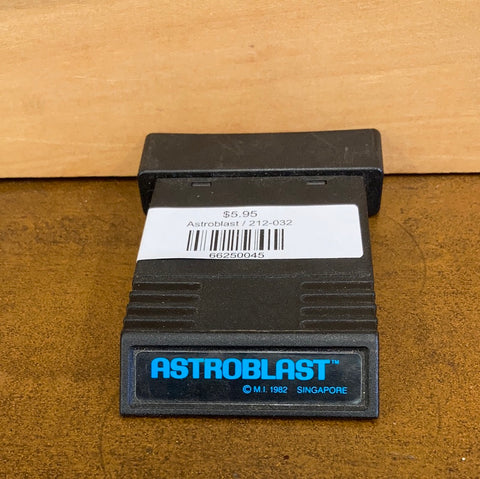 $5.95
Astroblast / 212-032
66250045
ASTROBLAST™
© M.I. 1982 SINGAPORE